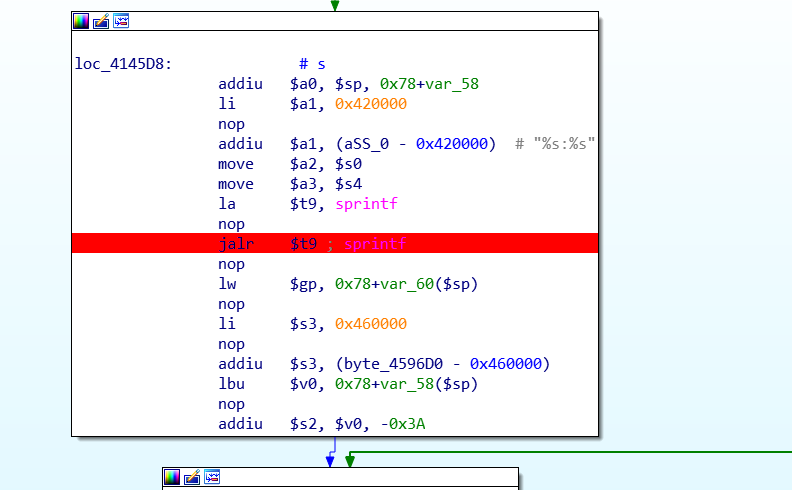 loc_4145D8: # s
addiu $a0, $sp, 0x78+var_58
li $a1, 0x420000
nop
addiu $a1, (aSS_0 - 0x420000) # "%s:%s"
move $a2, $s0
move $a3, $s4
la $t9, sprintf
nop
jalr $t9 ; sprintf
nop
lw $gp, 0x78+var_60($sp)
nop
li $s3, 0x460000
nop
addiu $s3, (byte_4596D0 - 0x460000)
lbu $v0, 0x78+var_58($sp)
nop
addiu $s2, $v0, -0x3A